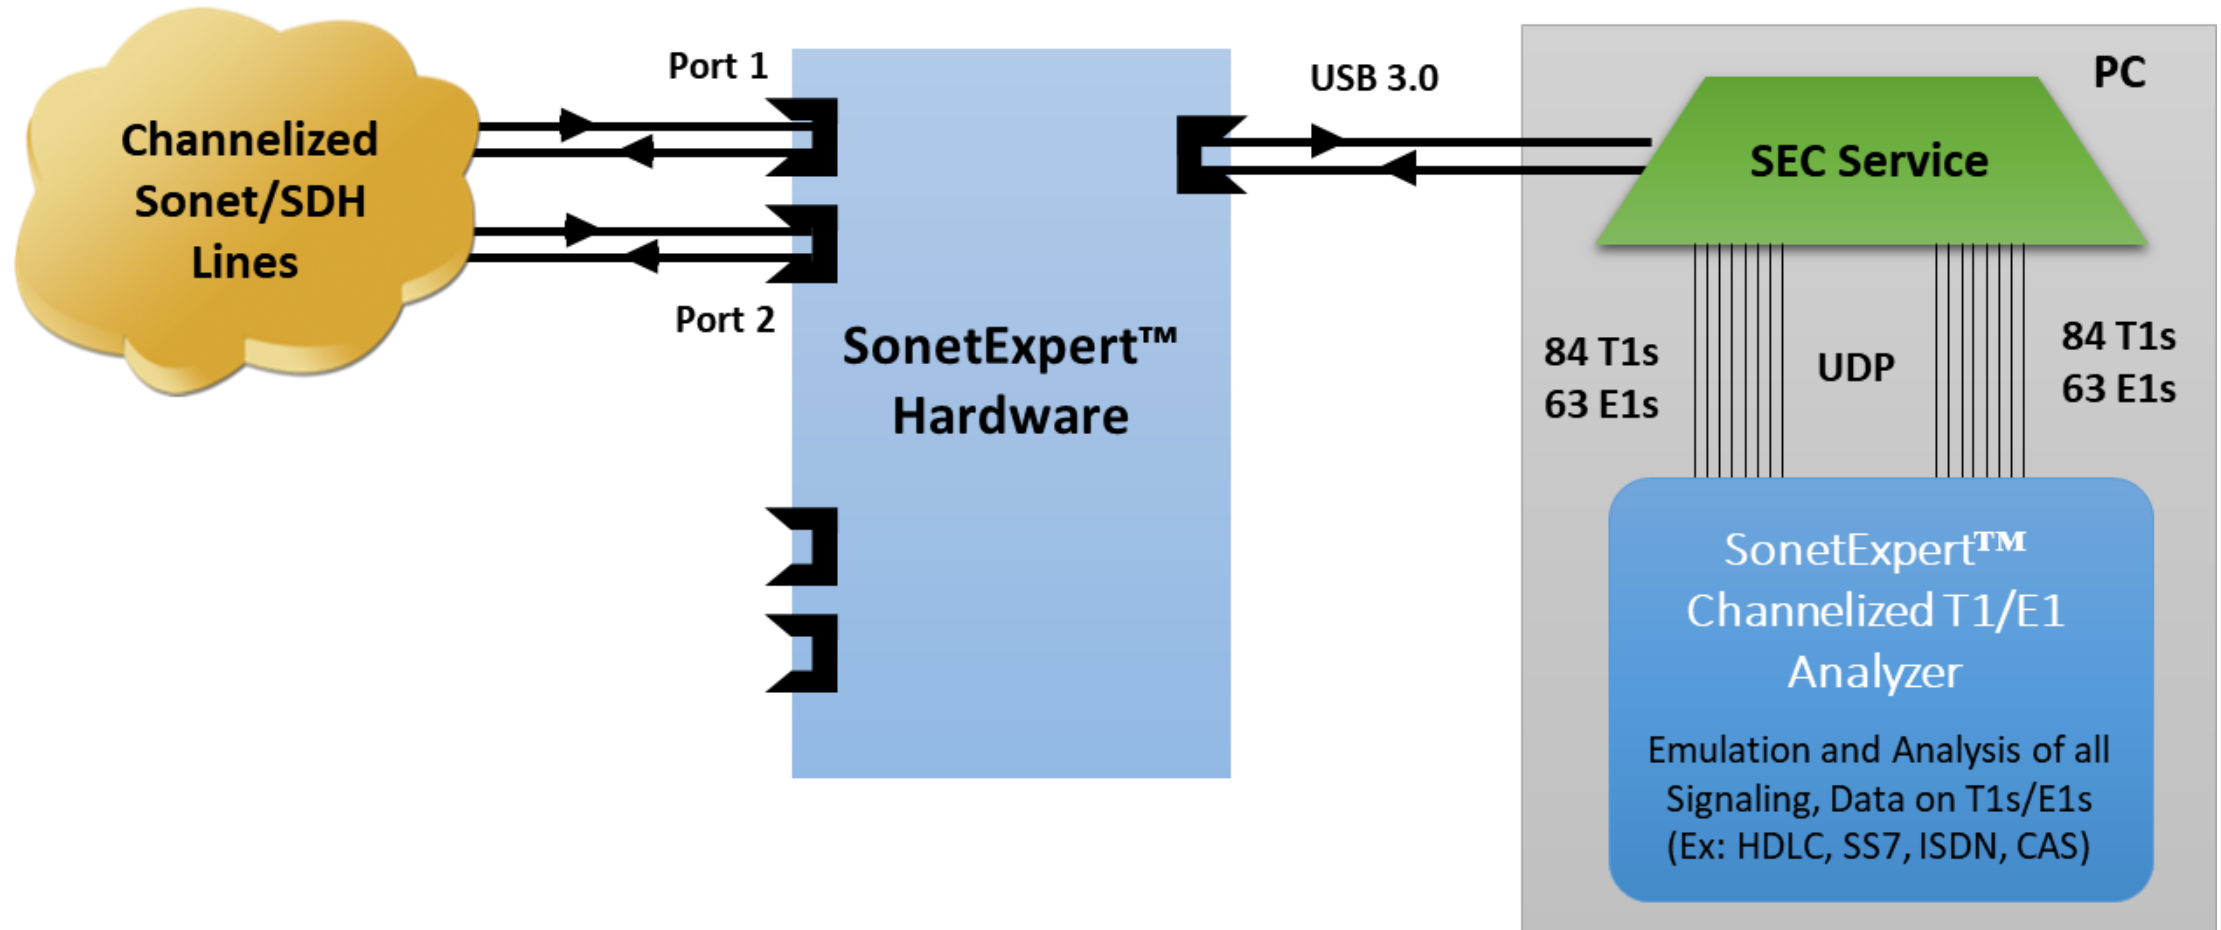 Channelized
Sonet/SDH
Lines
Port 1
Port 2
SonetExpert™
Hardware
USB 3.0
PC
SEC Service
84 T1s
63 E1s
UDP
84 T1s
63 E1s
SonetExpert™
Channelized T1/E1
Analyzer
Emulation and Analysis of all
Signaling, Data on T1s/E1s
(Ex: HDLC, SS7, ISDN, CAS)